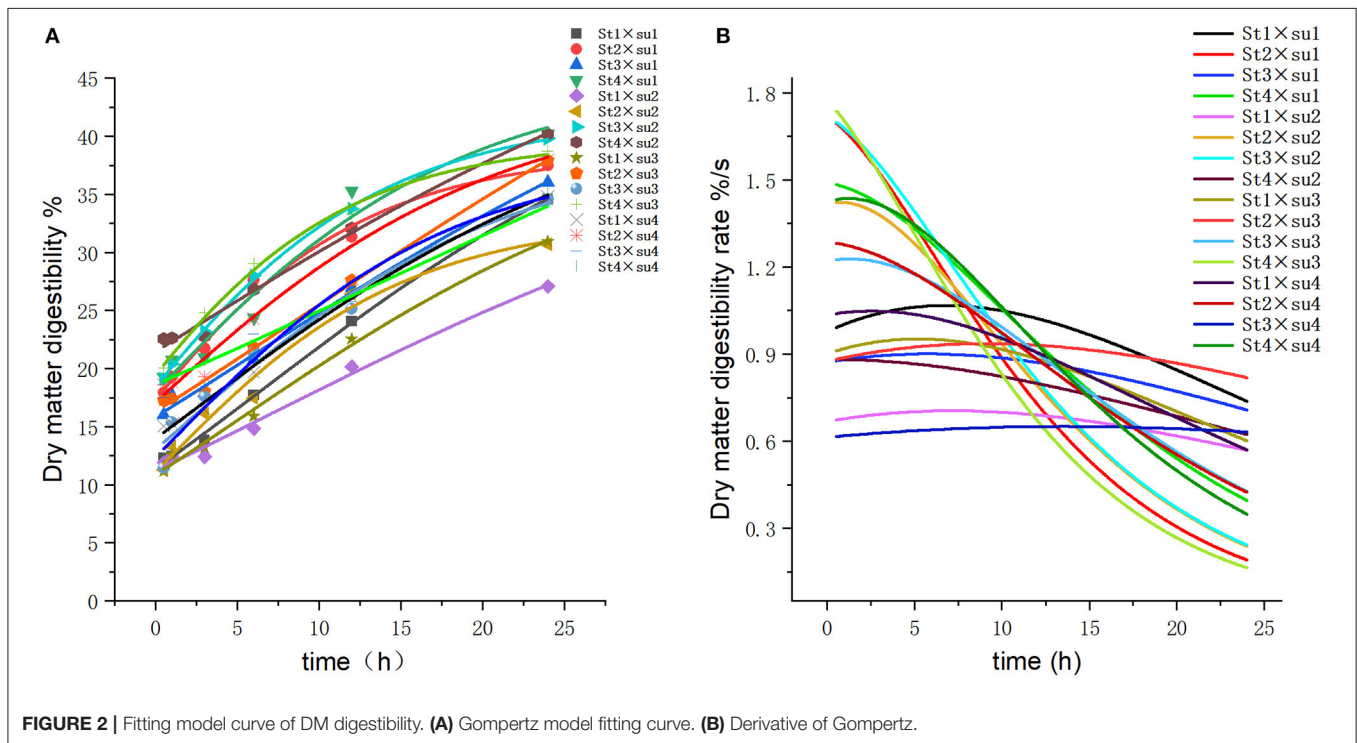 A
Dry matter digestibility %
45
40
35
30
25
20
15
10
5
0
0 5 10 15 20 25
time（h）
St1×su1
St2×su1
St3×su1
St4×su1
St1×su2
St2×su2
St3×su2
St4×su2
St1×su3
St2×su3
St3×su3
St4×su3
St1×su4
St2×su4
St3×su4
St4×su4
B
Dry matter digestibility rate %/s
1.8
1.5
1.2
0.9
0.6
0.3
0 5 10 15 20 25
time (h)
St1×su1
St2×su1
St3×su1
St4×su1
St1×su2
St2×su2
St3×su2
St4×su2
St1×su3
St2×su3
St3×su3
St4×su3
St1×su4
St2×su4
St3×su4
St4×su4
FIGURE 2 | Fitting model curve of DM digestibility. (A) Gompertz model fitting curve. (B) Derivative of Gompertz.